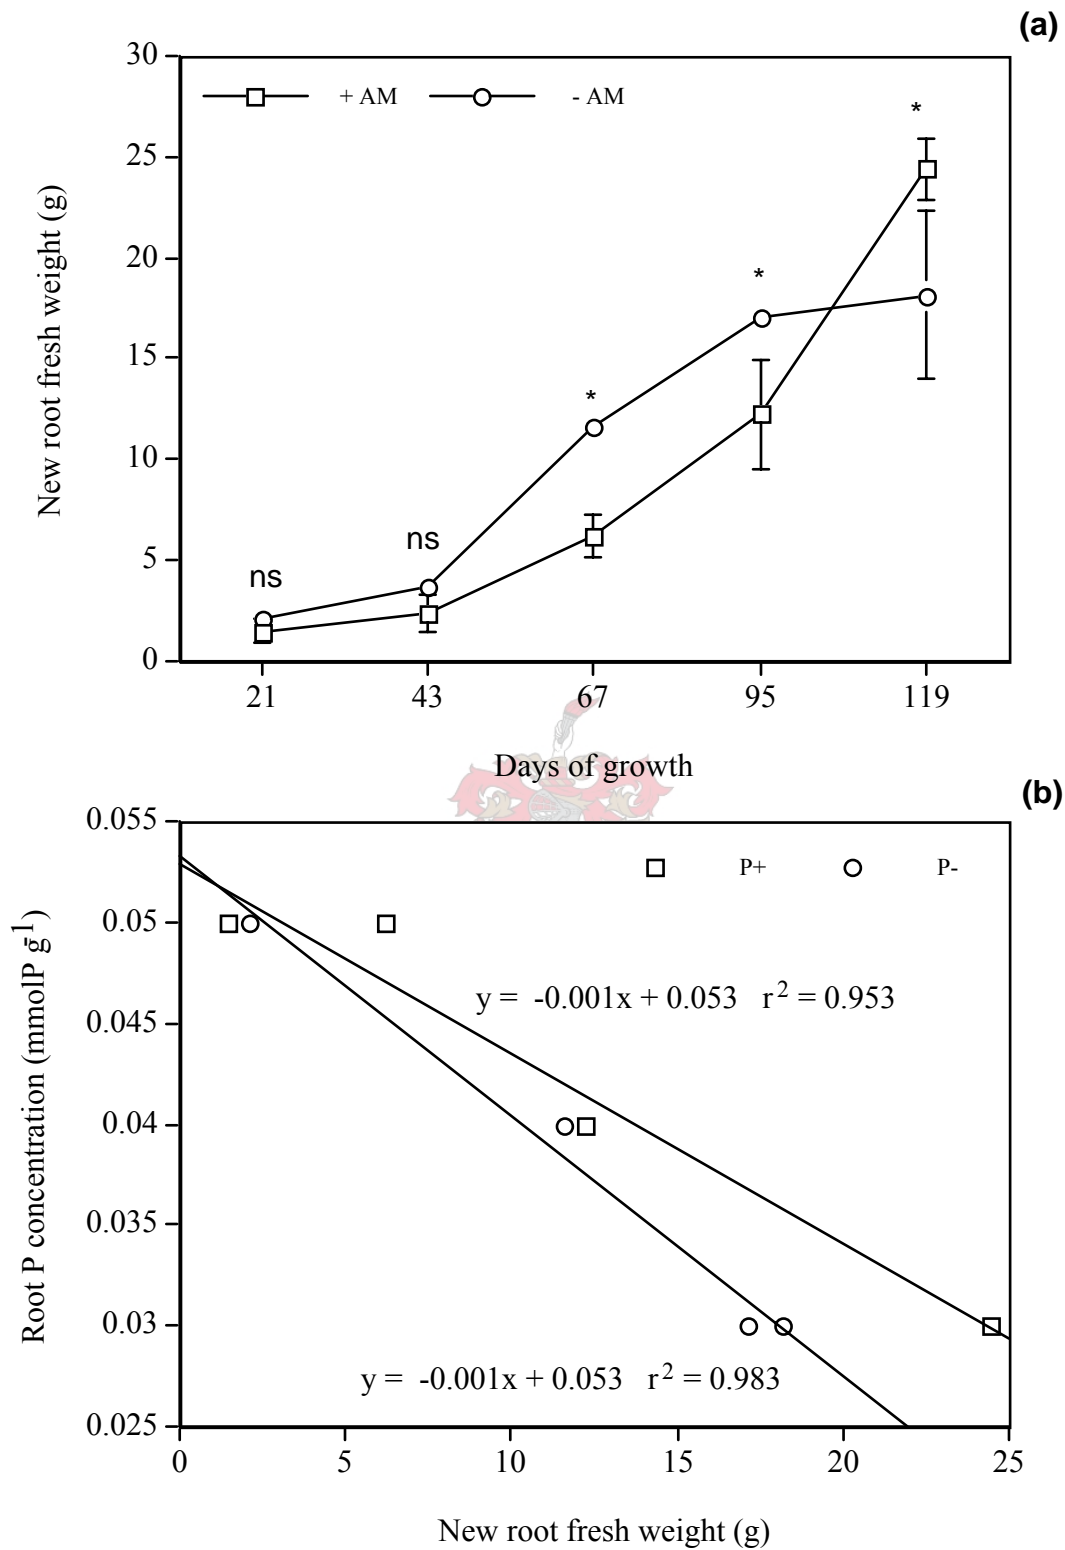 (a)
30
25
20
15
10
5
0
+ AM - AM
*
*
*
ns
ns
New root fresh weight (g)
21 43 67 95 119
Days of growth
(b)
0.055
0.05
0.045
0.04
0.035
0.03
0.025
P+ P-
y = -0.001x + 0.053 r² = 0.953
y = -0.001x + 0.053 r² = 0.983
Root P concentration (mmolP g⁻¹)
0 5 10 15 20 25
New root fresh weight (g)